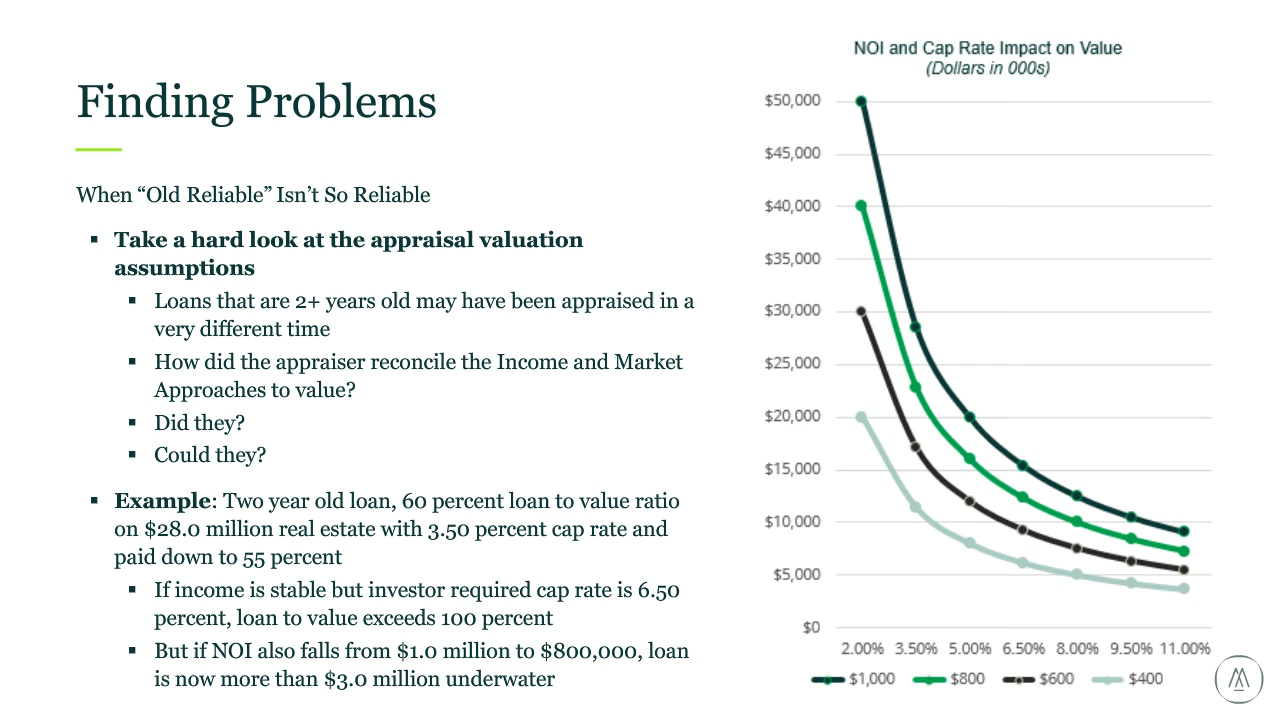 Finding Problems
When “Old Reliable” Isn’t So Reliable
▪ Take a hard look at the appraisal valuation
assumptions
▪ Loans that are 2+ years old may have been appraised in a
very different time
▪ How did the appraiser reconcile the Income and Market
Approaches to value?
▪ Did they?
▪ Could they?
▪ Example: Two year old loan, 60 percent loan to value ratio
on $28.0 million real estate with 3.50 percent cap rate and
paid down to 55 percent
▪ If income is stable but investor required cap rate is 6.50
percent, loan to value exceeds 100 percent
▪ But if NOI also falls from $1.0 million to $800,000, loan
is now more than $3.0 million underwater
NOI and Cap Rate Impact on Value
(Dollars in 000s)
$50,000
$45,000
$40,000
$35,000
$30,000
$25,000
$20,000
$15,000
$10,000
$5,000
$0
2.00% 3.50% 5.00% 6.50% 8.00% 9.50% 11.00%
$1,000 $800 $600 $400